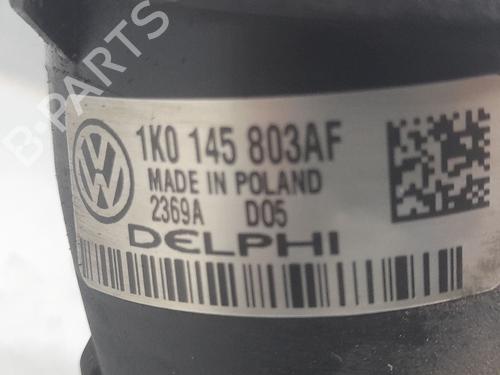 B-PARTS
1K0 145 803AF
MADE IN POLAND
2369A D05
DELPHI